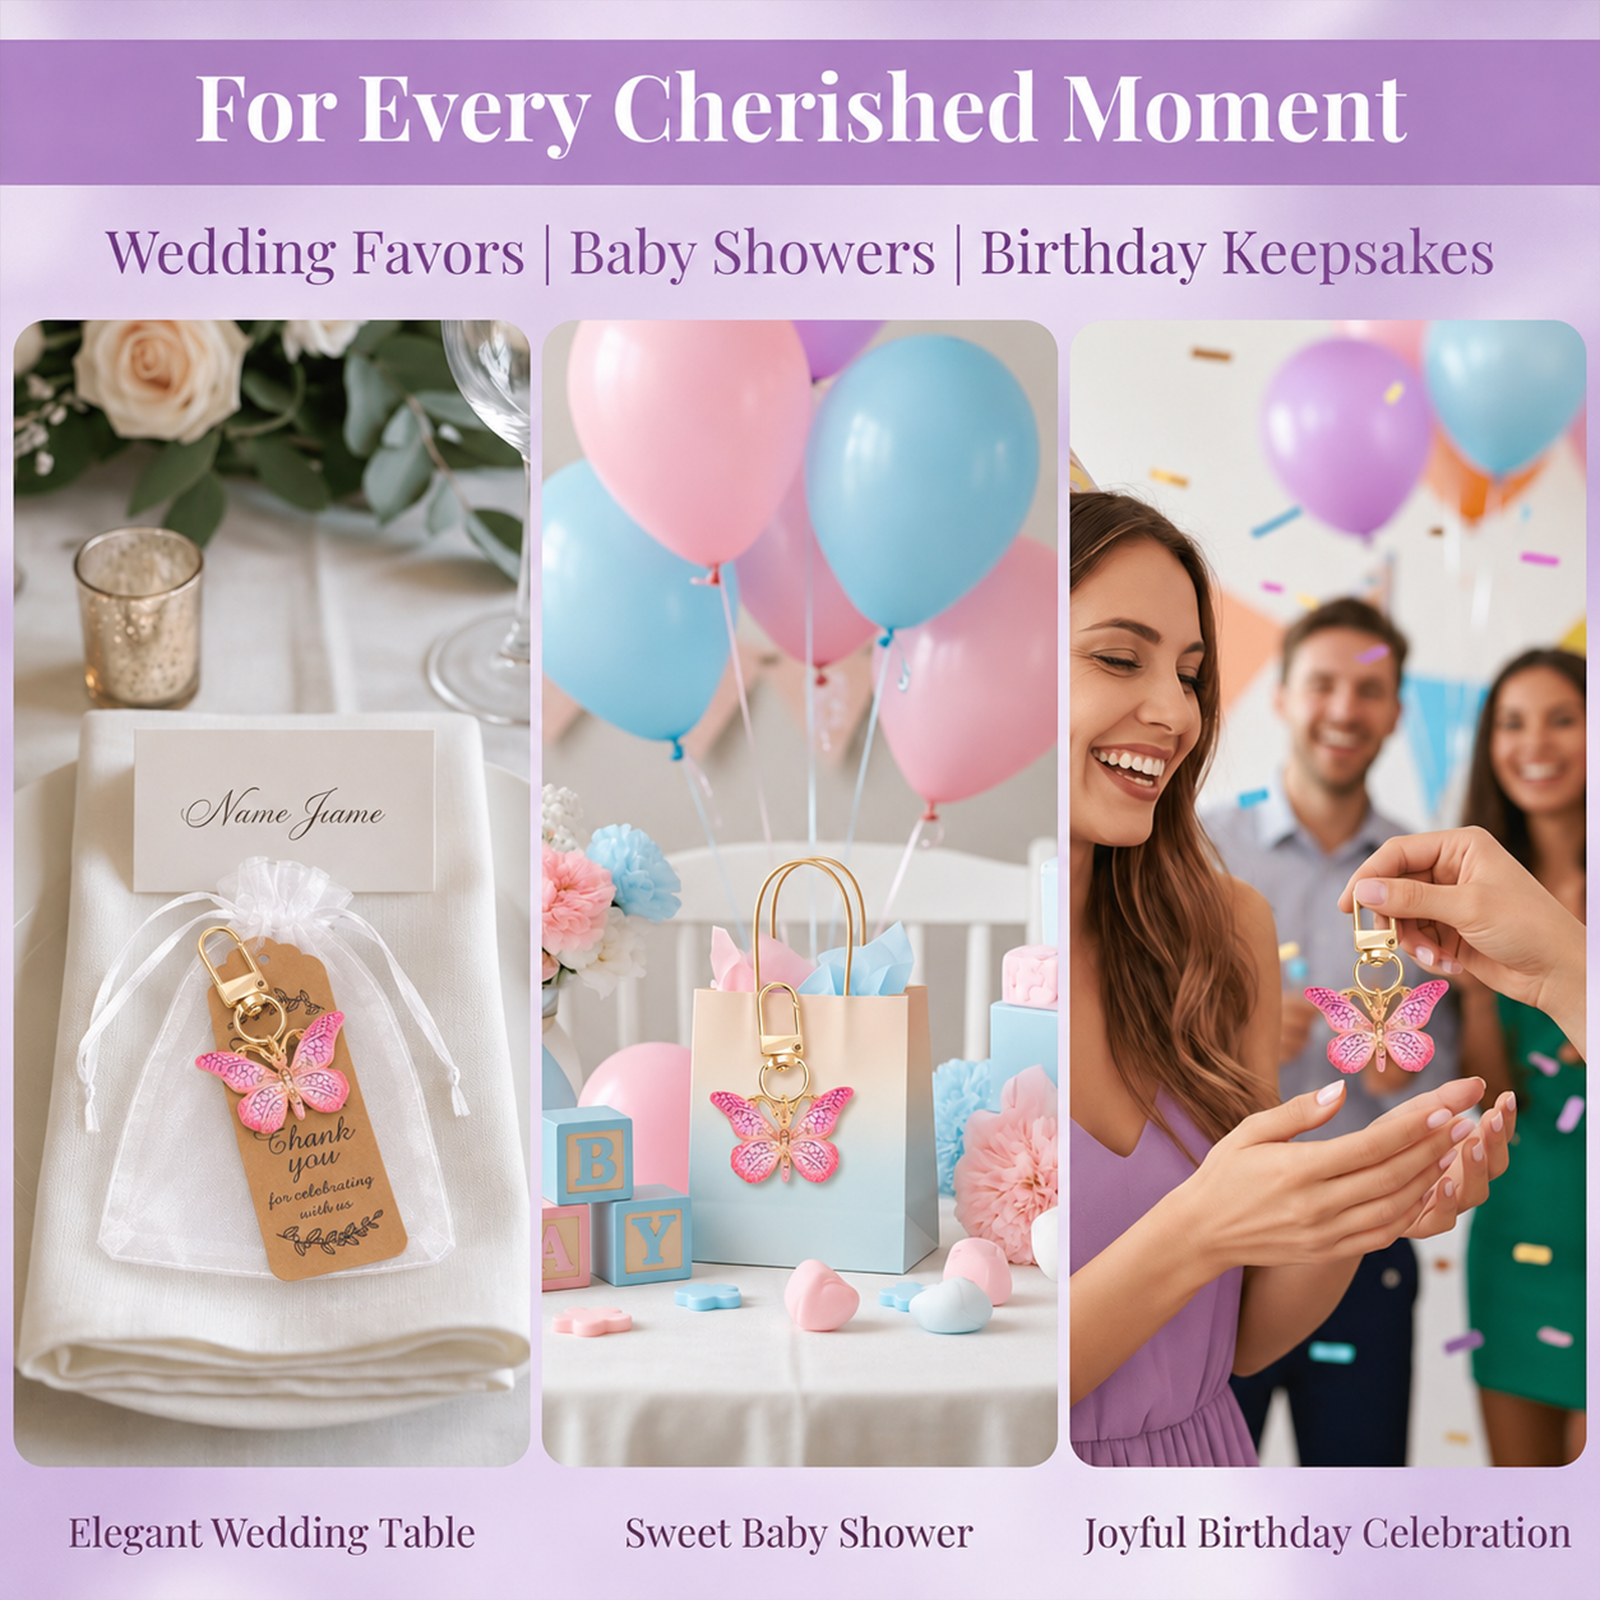 For Every Cherished Moment
Wedding Favors | Baby Showers | Birthday Keepsakes
Name Jrame
Thank
you
for celebrating
with us
B
A Y
Elegant Wedding Table
Sweet Baby Shower
Joyful Birthday Celebration